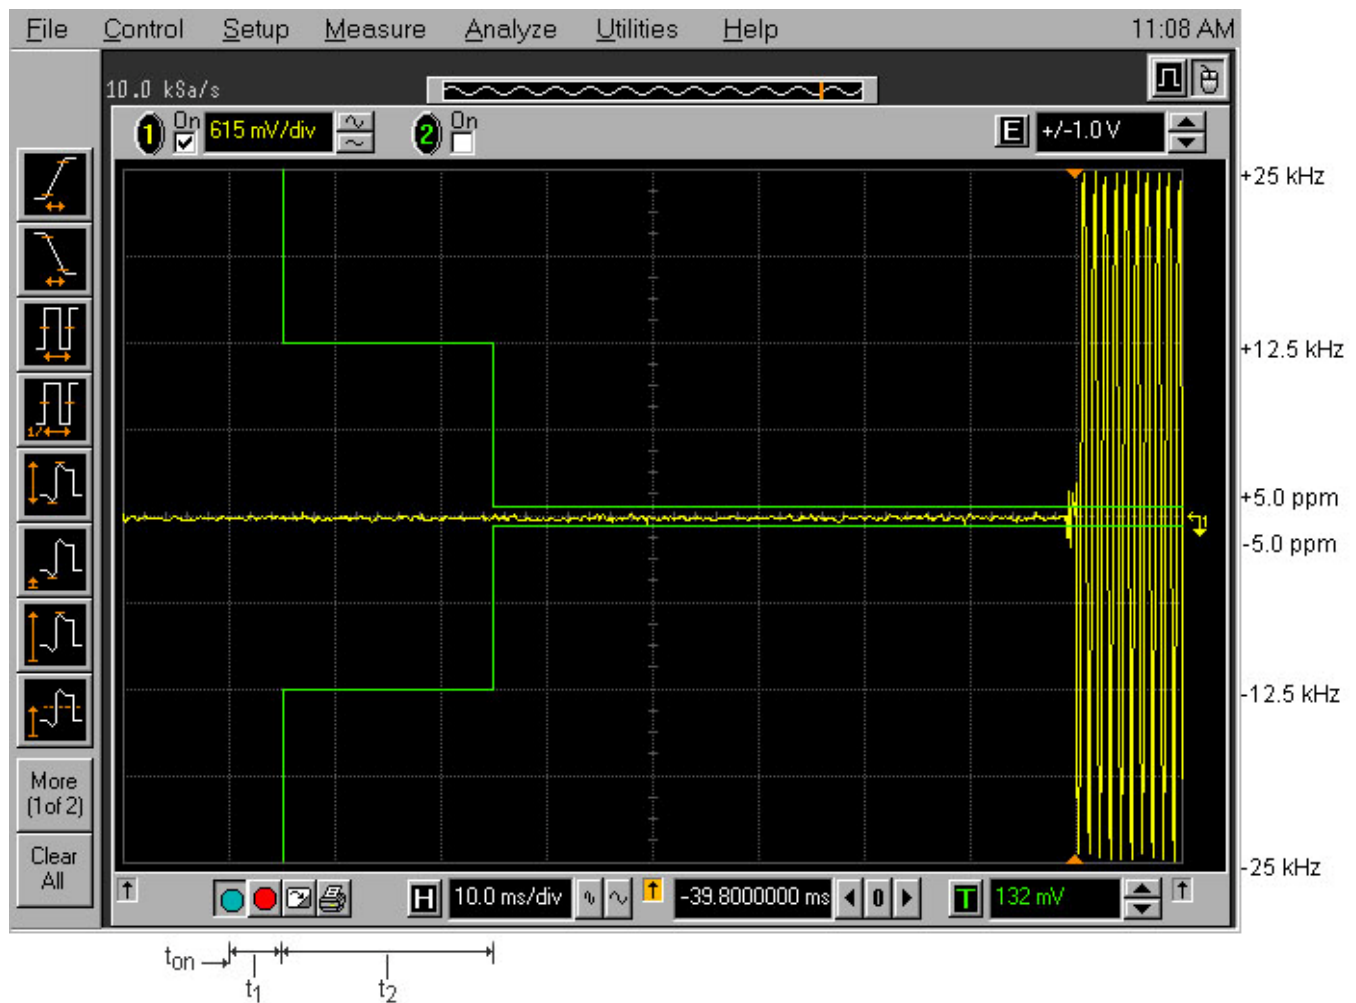 File Control Setup Measure Analyze Utilities Help 11:08 AM
10.0 kSa/s
1 On 615 mV/div 2 On E +/-1.0 V
+25 kHz
+12.5 kHz
+5.0 ppm
-5.0 ppm
-12.5 kHz
-25 kHz
1/
More
(1of 2)
Clear
All
H 10.0 ms/div -39.8000000 ms 0 T 132 mV
ton
t1
t2